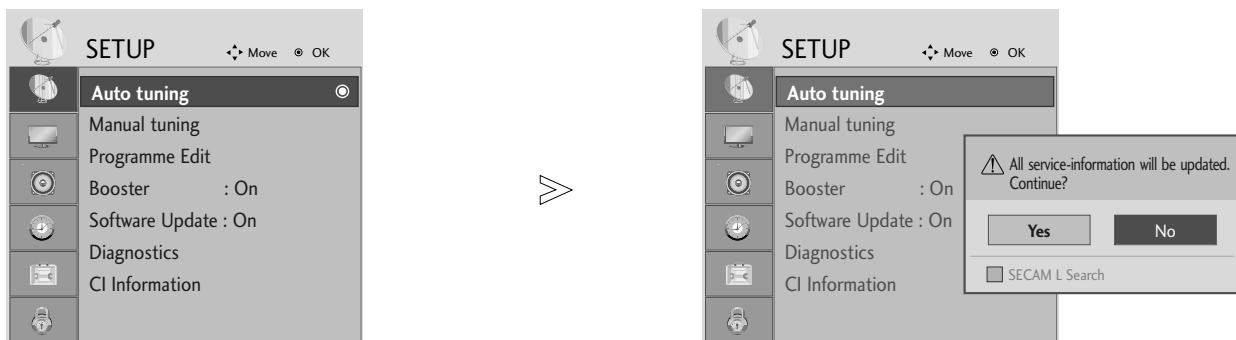 SETUP Move OK
Auto tuning
Manual tuning
Programme Edit
Booster : On
Software Update : On
Diagnostics
CI Information
SETUP Move OK
Auto tuning
Manual tuning
Programme Edit
Booster : On
Software Update : On
Diagnostics
CI Information
All service-information will be updated.
Continue?
Yes No
SECAM L Search